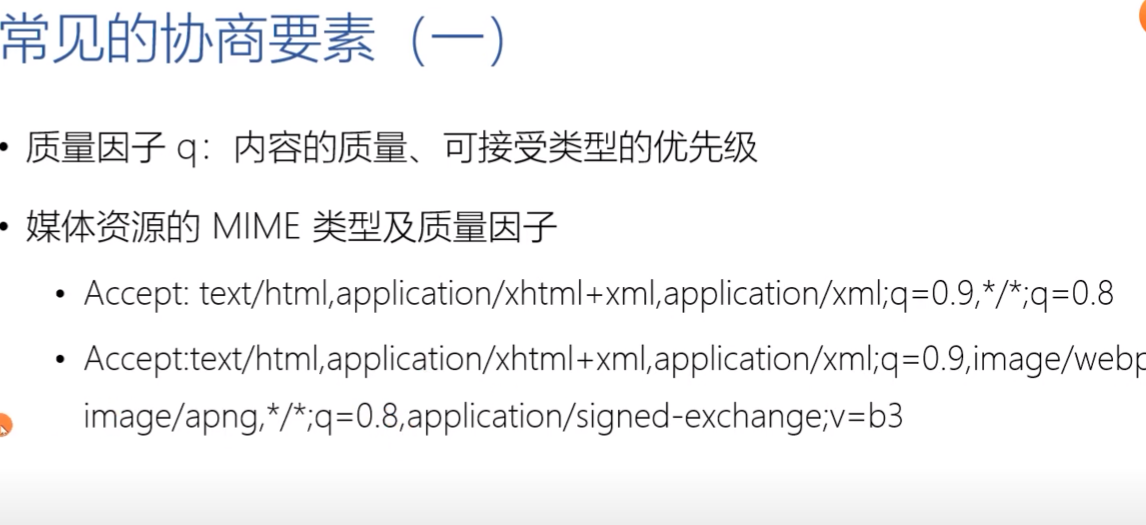 常见的协商要素（一）
• 质量因子 q：内容的质量、可接受类型的优先级
• 媒体资源的 MIME 类型及质量因子
• Accept: text/html,application/xhtml+xml,application/xml;q=0.9,*/*;q=0.8
• Accept:text/html,application/xhtml+xml,application/xml;q=0.9,image/webp
image/apng,*/*;q=0.8,application/signed-exchange;v=b3